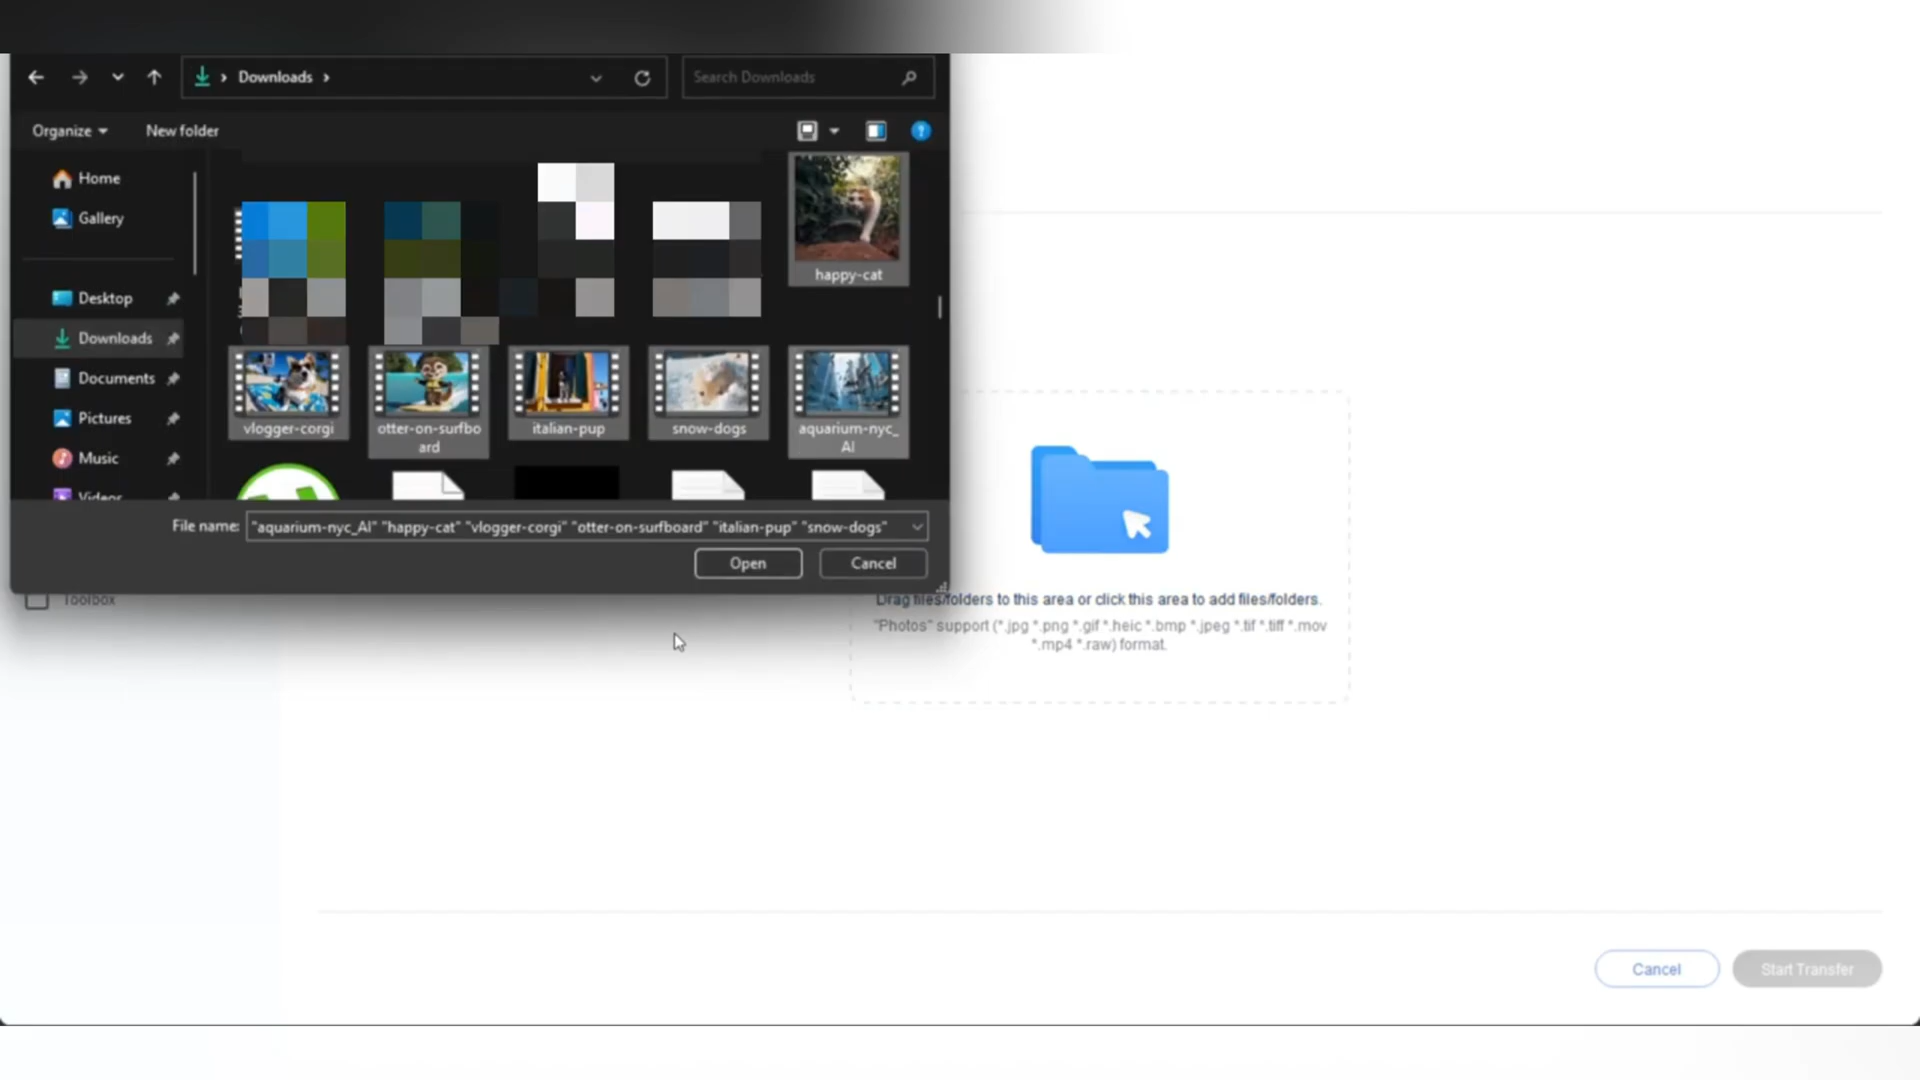 Downloads
Search Downloads
Organize
New folder
Home
Gallery
Desktop
Downloads
Documents
Pictures
Music
Videos
happy-cat
vlogger-corgi
otter-on-surfbo
ard
italian-pup
snow-dogs
aquarium-nyc_
AI
File name: "aquarium-nyc_AI" "happy-cat" "vlogger-corgi" "otter-on-surfboard" "italian-pup" "snow-dogs"
Open
Cancel
Toolbox
Drag files/folders to this area or click this area to add files/folders.
"Photos" support (*.jpg *.png *.gif *.heic *.bmp *.jpeg *.tif *.tiff *.mov
*.mp4 *.raw) format.
Cancel
Start Transfer